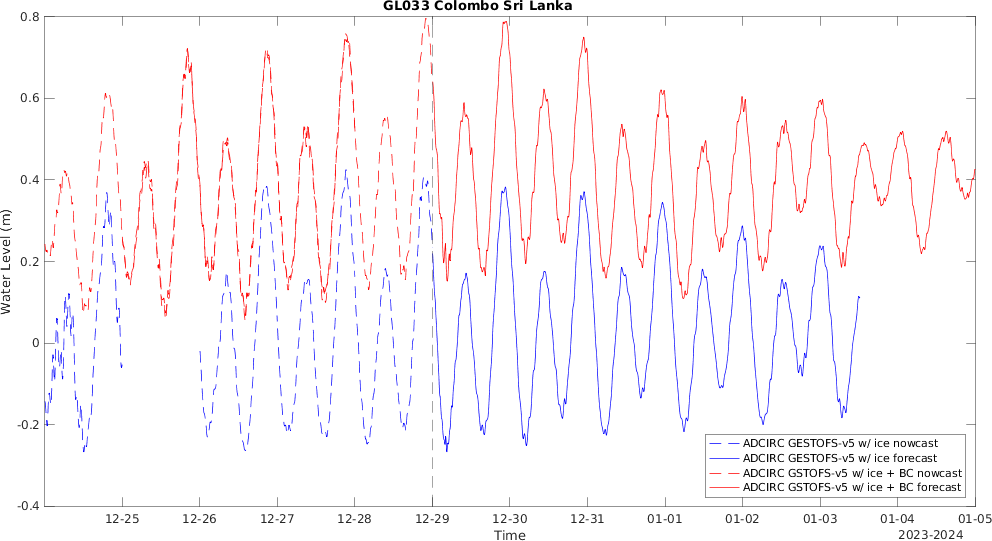 GL033 Colombo Sri Lanka
0.8
0.6
0.4
0.2
0
-0.2
-0.4
Water Level (m)
12-25 12-26 12-27 12-28 12-29 12-30 12-31 01-01 01-02 01-03 01-04 01-05
Time
2023-2024
ADCIRC GESTOFS-v5 w/ ice nowcast
ADCIRC GESTOFS-v5 w/ ice forecast
ADCIRC GSTOFS-v5 w/ ice + BC nowcast
ADCIRC GSTOFS-v5 w/ ice + BC forecast